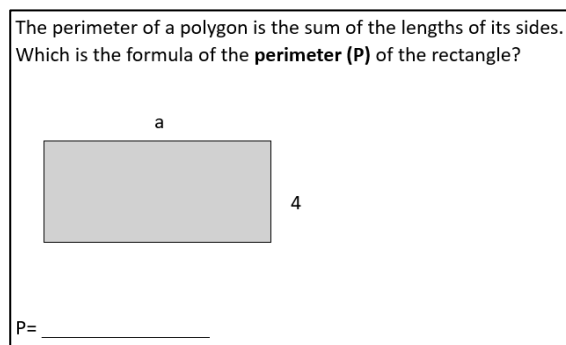 The perimeter of a polygon is the sum of the lengths of its sides.
Which is the formula of the perimeter (P) of the rectangle?
a
4
P= ____________________